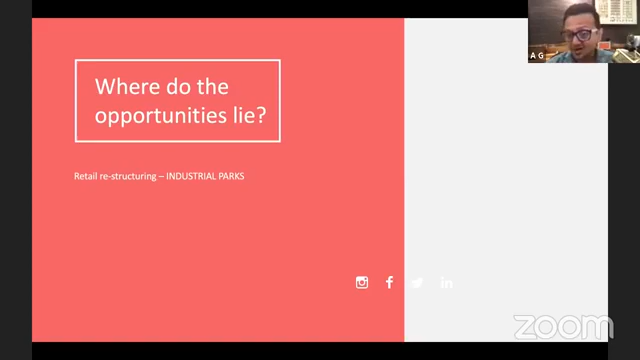 Where do the
opportunities lie?
Retail re-structuring – INDUSTRIAL PARKS
A G
zoom